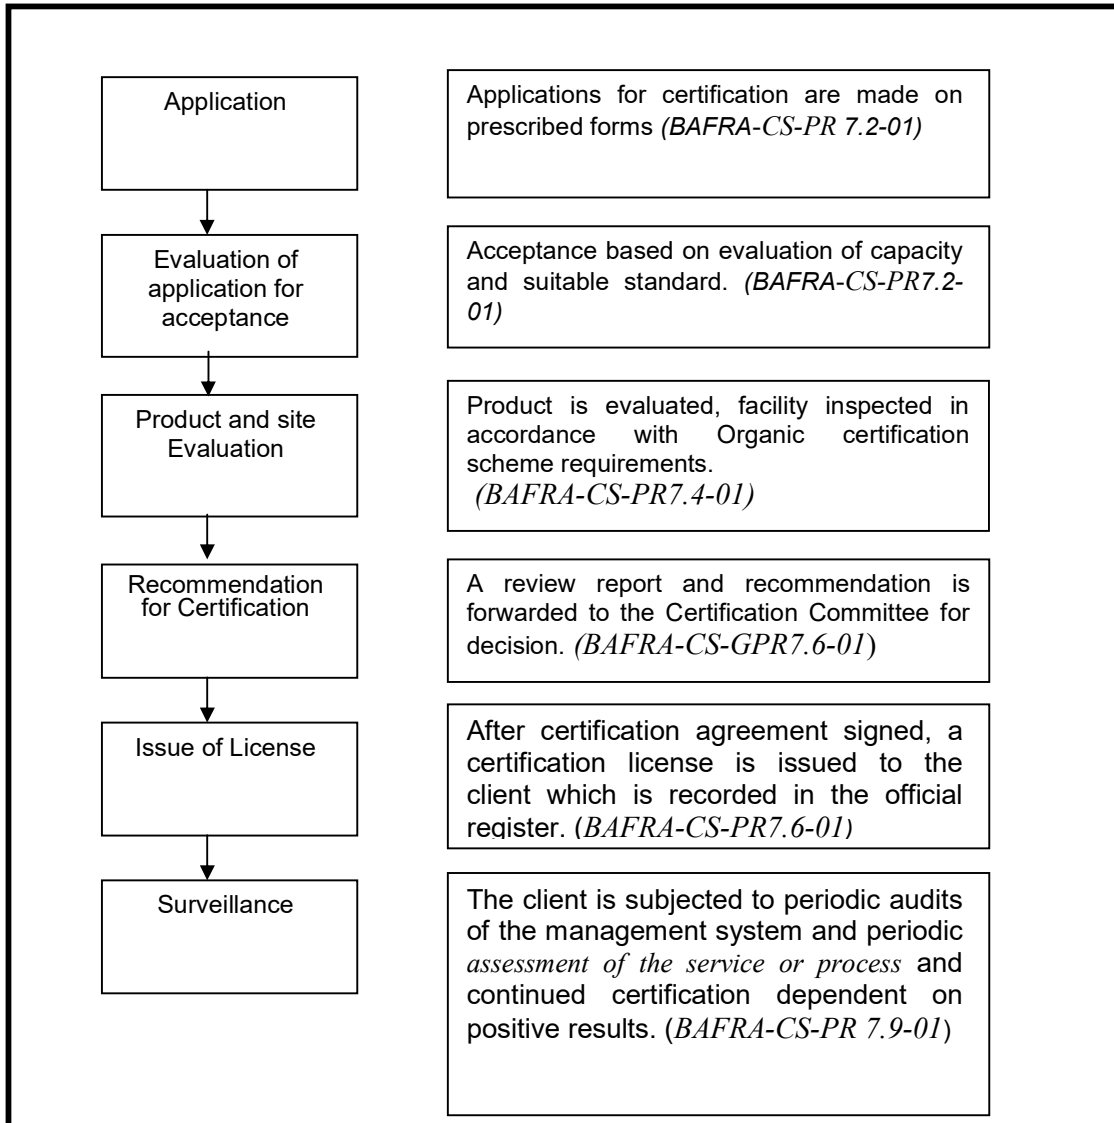 Application
Applications for certification are made on
prescribed forms (BAFRA-CS-PR 7.2-01)
Evaluation of
application for
acceptance
Acceptance based on evaluation of capacity
and suitable standard. (BAFRA-CS-PR7.2-
01)
Product and site
Evaluation
Product is evaluated, facility inspected in
accordance with Organic certification
scheme requirements.
(BAFRA-CS-PR7.4-01)
Recommendation
for Certification
A review report and recommendation is
forwarded to the Certification Committee for
decision. (BAFRA-CS-GPR7.6-01)
Issue of License
After certification agreement signed, a
certification license is issued to the
client which is recorded in the official
register. (BAFRA-CS-PR7.6-01)
Surveillance
The client is subjected to periodic audits
of the management system and periodic
assessment of the service or process and
continued certification dependent on
positive results. (BAFRA-CS-PR 7.9-01)